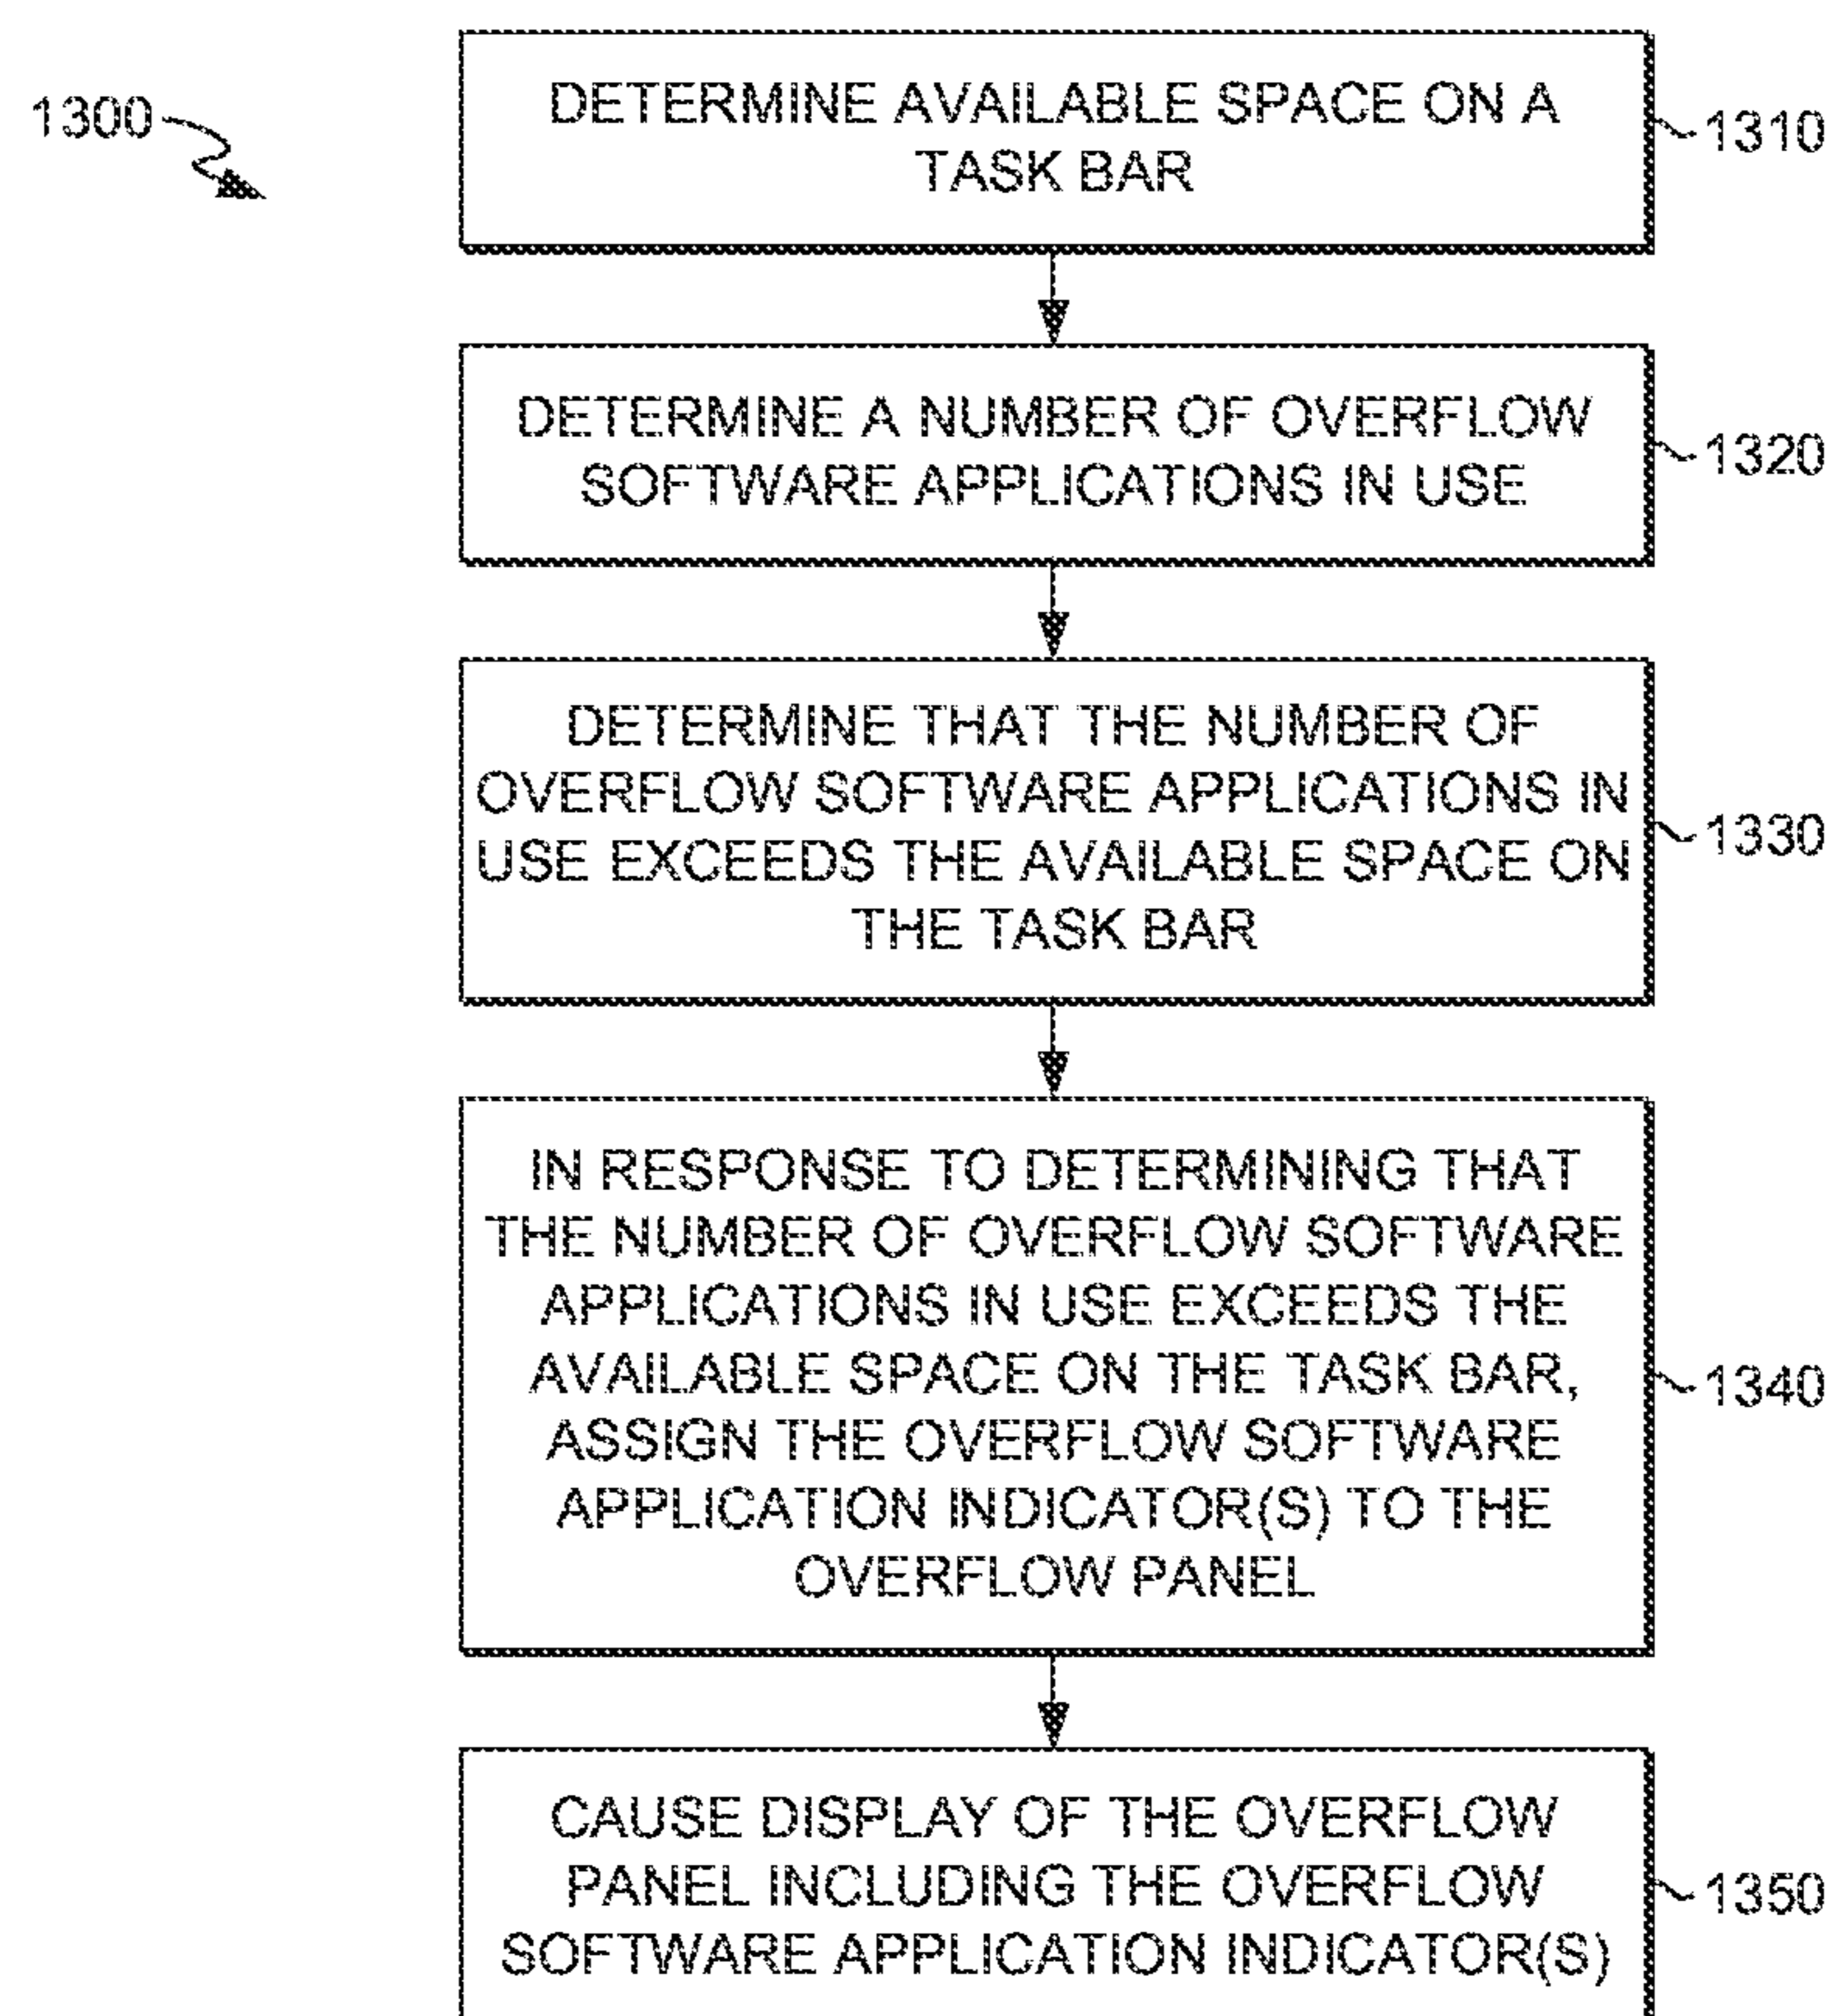 1300
DETERMINE AVAILABLE SPACE ON A
TASK BAR
1310
DETERMINE A NUMBER OF OVERFLOW
SOFTWARE APPLICATIONS IN USE
1320
DETERMINE THAT THE NUMBER OF
OVERFLOW SOFTWARE APPLICATIONS IN
USE EXCEEDS THE AVAILABLE SPACE ON
THE TASK BAR
1330
IN RESPONSE TO DETERMINING THAT
THE NUMBER OF OVERFLOW SOFTWARE
APPLICATIONS IN USE EXCEEDS THE
AVAILABLE SPACE ON THE TASK BAR,
ASSIGN THE OVERFLOW SOFTWARE
APPLICATION INDICATOR(S) TO THE
OVERFLOW PANEL
1340
CAUSE DISPLAY OF THE OVERFLOW
PANEL INCLUDING THE OVERFLOW
SOFTWARE APPLICATION INDICATOR(S)
1350